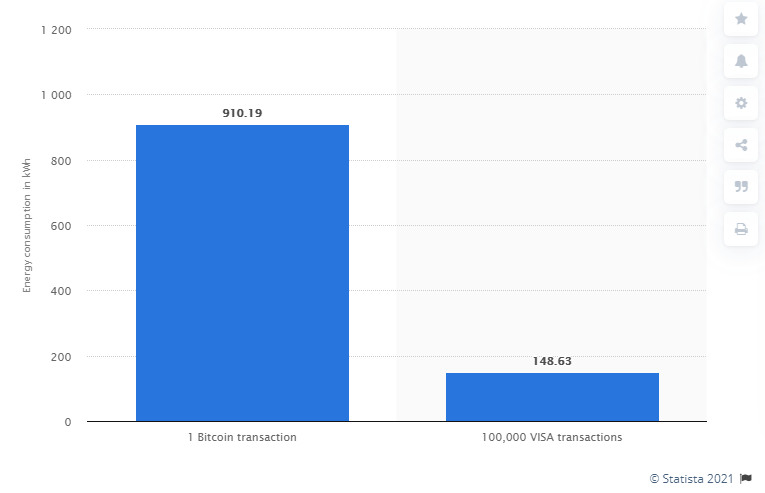 1 200
1 000
800
600
400
200
0
Energy consumption in kWh
910.19
148.63
1 Bitcoin transaction
100,000 VISA transactions
© Statista 2021